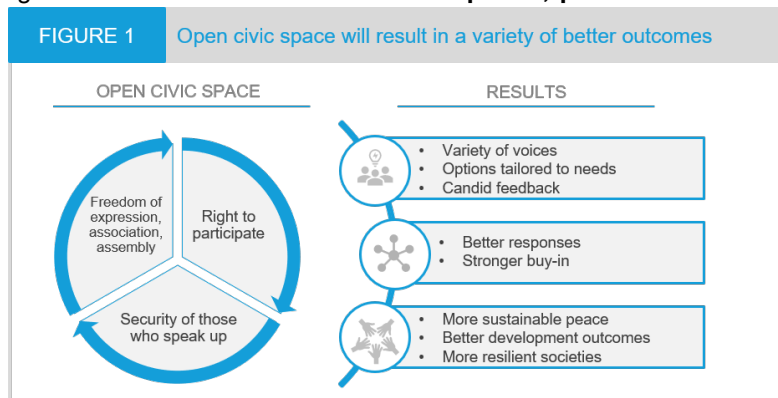 FIGURE 1
Open civic space will result in a variety of better outcomes
OPEN CIVIC SPACE
Freedom of
expression,
association,
assembly
Right to
participate
Security of those
who speak up
RESULTS
• Variety of voices
• Options tailored to needs
• Candid feedback
• Better responses
• Stronger buy-in
• More sustainable peace
• Better development outcomes
• More resilient societies